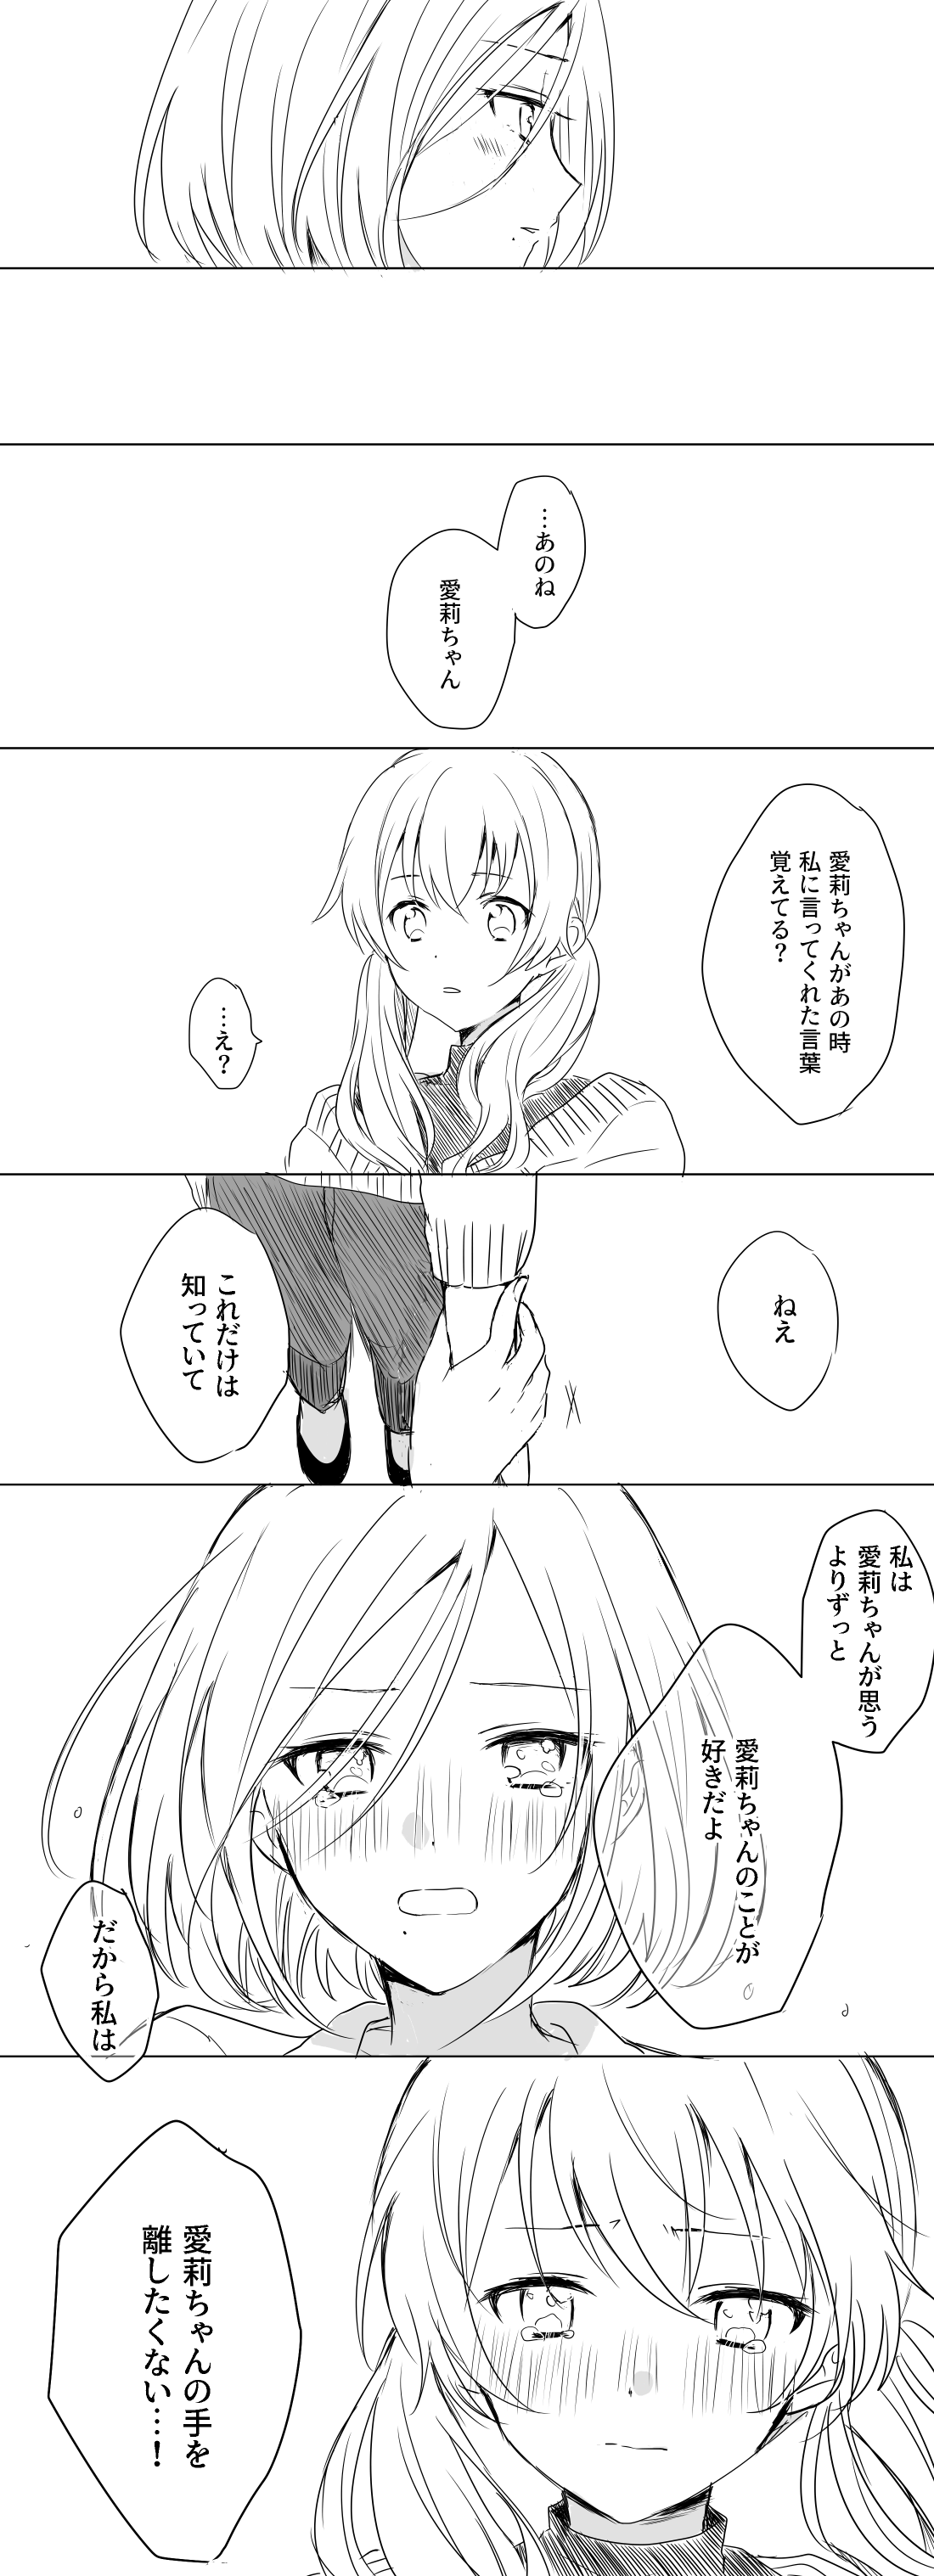 …あのね
愛莉ちゃん
愛莉ちゃんがあの時
私に言ってくれた言葉
覚えてる？
…え？
ねえ
これだけは
知っていて
私は
愛莉ちゃんが思う
よりずっと
愛莉ちゃんのことが
好きだよ
だから私は
愛莉ちゃんの手を
離したくない…！